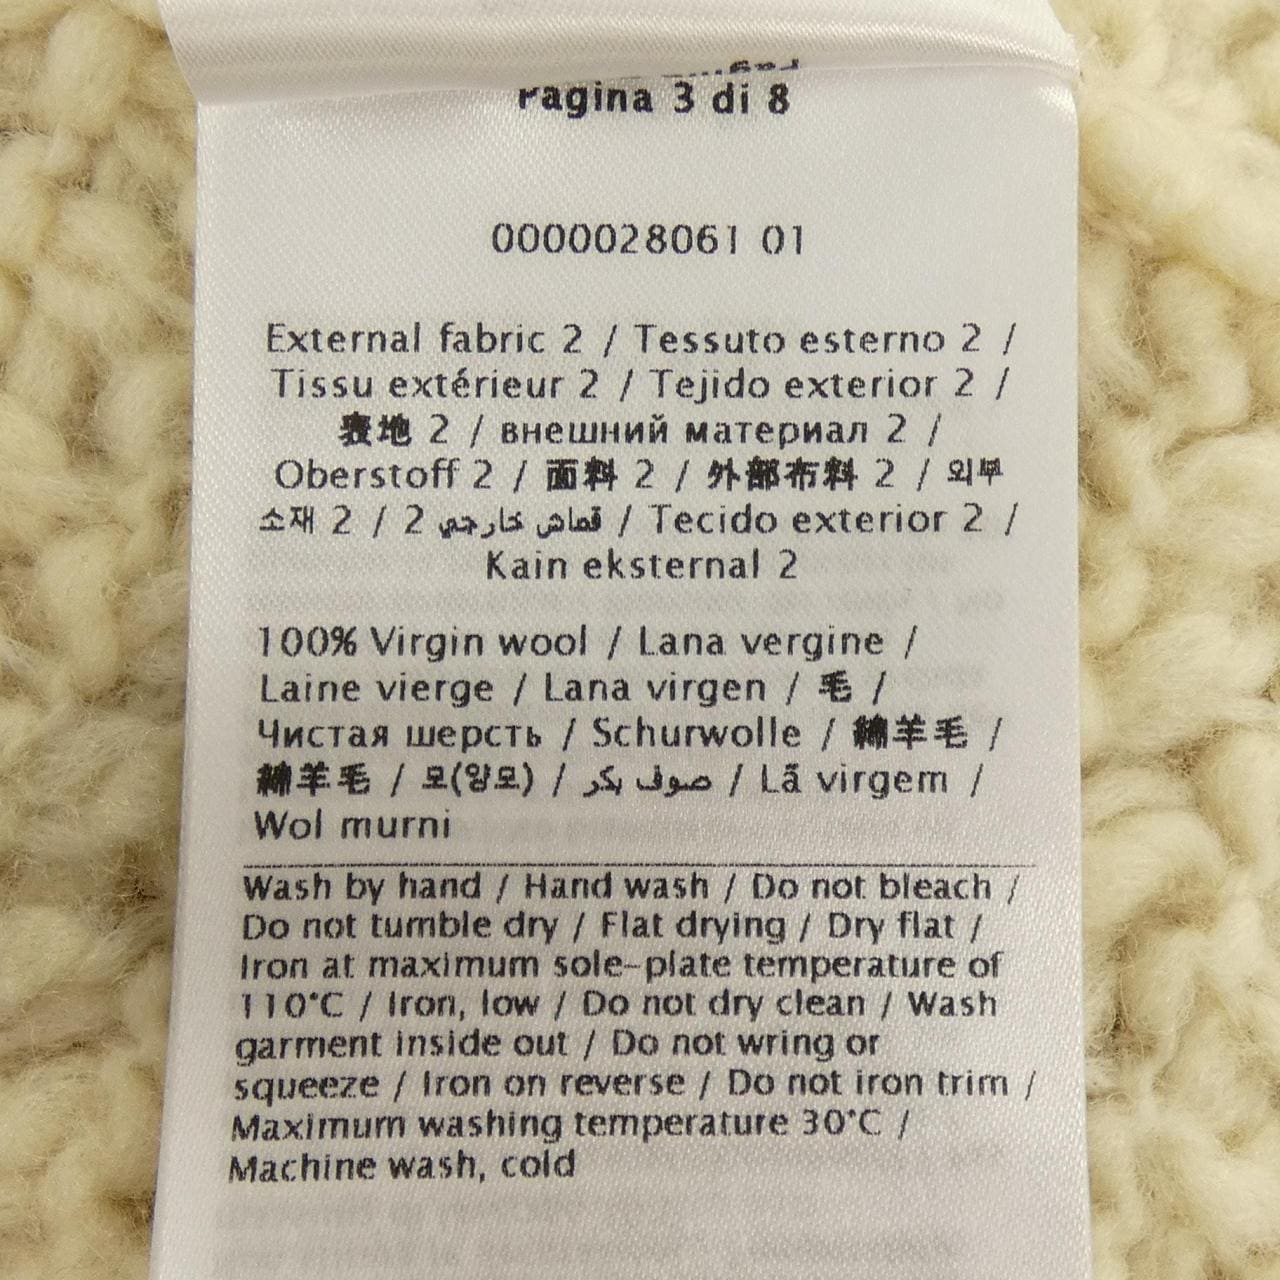 Pagina 3 di 8
0000028061 01
External fabric 2 / Tessuto esterno 2 /
Tissu extérieur 2 / Tejido exterior 2 /
表地 2 / внешний материал 2 /
Oberstoff 2 / 面料 2 / 外部布料 2 / 외부
소재 2 / قماش خارجي 2 / Tecido exterior 2 /
Kain eksternal 2
100% Virgin wool / Lana vergine /
Laine vierge / Lana virgen / 毛 /
Чистая шерсть / Schurwolle / 綿羊毛 /
綿羊毛 / 모(양모) / صوف بكر / Lã virgem /
Wol murni
Wash by hand / Hand wash / Do not bleach /
Do not tumble dry / Flat drying / Dry flat /
Iron at maximum sole-plate temperature of
110°C / Iron, low / Do not dry clean / Wash
garment inside out / Do not wring or
squeeze / Iron on reverse / Do not iron trim /
Maximum washing temperature 30°C /
Machine wash, cold